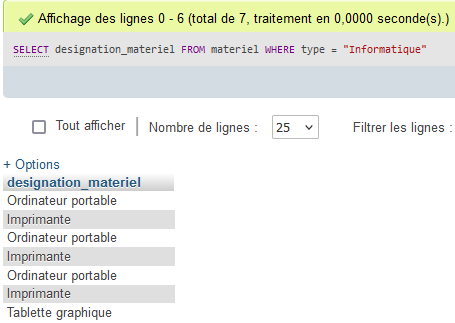 Affichage des lignes 0 - 6 (total de 7, traitement en 0,0000 seconde(s).)
SELECT designation_materiel FROM materiel WHERE type = "Informatique"
Tout afficher Nombre de lignes : 25 Filtrer les lignes :
+ Options
designation_materiel
Ordinateur portable
Imprimante
Ordinateur portable
Imprimante
Ordinateur portable
Imprimante
Tablette graphique